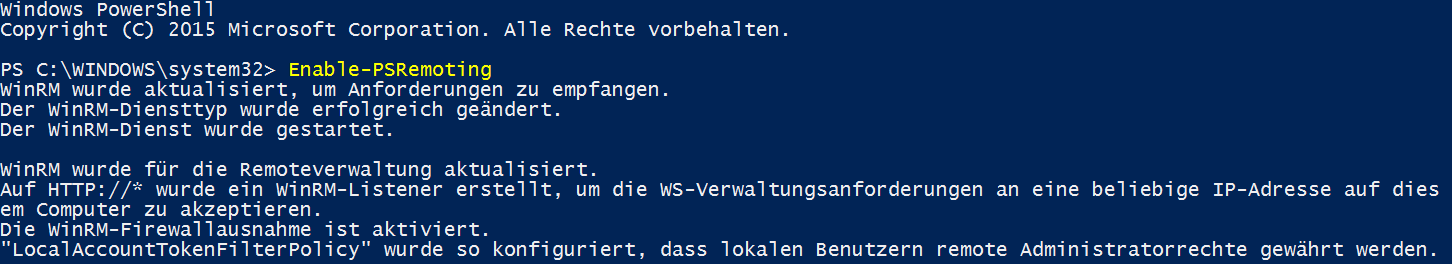 Windows PowerShell
Copyright (C) 2015 Microsoft Corporation. Alle Rechte vorbehalten.
PS C:\WINDOWS\system32> Enable-PSRemoting
WinRM wurde aktualisiert, um Anforderungen zu empfangen.
Der WinRM-Diensttyp wurde erfolgreich geändert.
Der WinRM-Dienst wurde gestartet.
WinRM wurde für die Remoteverwaltung aktualisiert.
Auf HTTP://* wurde ein WinRM-Listener erstellt, um die WS-Verwaltungsanforderungen an eine beliebige IP-Adresse auf dies
em Computer zu akzeptieren.
Die WinRM-Firewallausnahme ist aktiviert.
"LocalAccountTokenFilterPolicy" wurde so konfiguriert, dass lokalen Benutzern remote Administratorrechte gewährt werden.